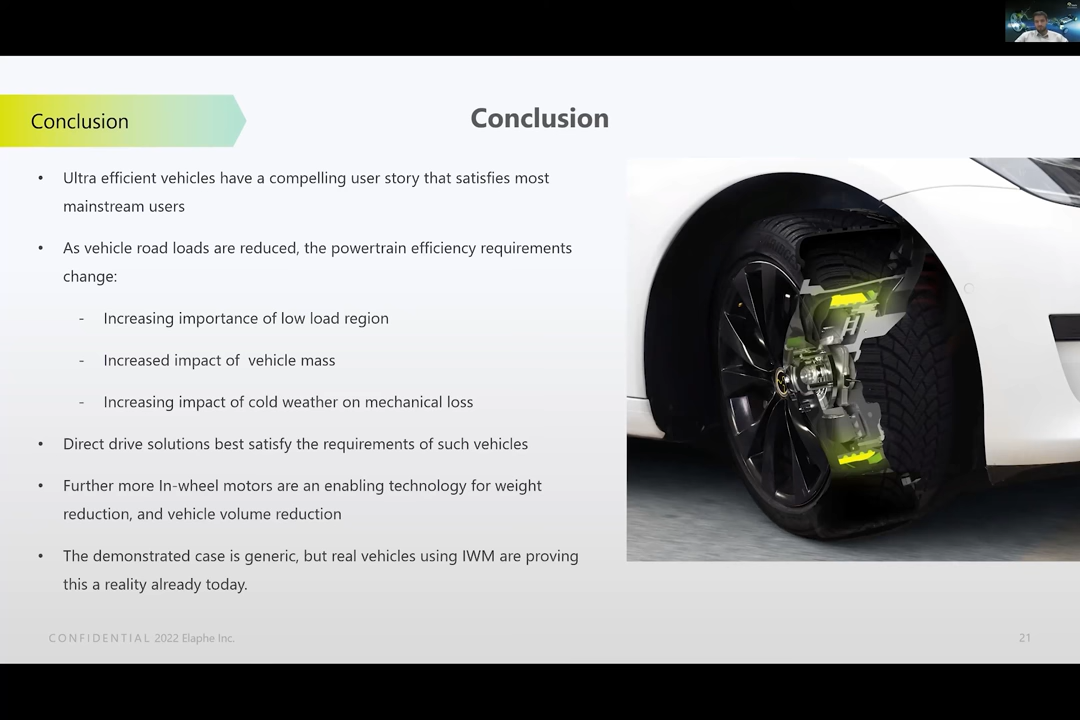 Conclusion
Conclusion
• Ultra efficient vehicles have a compelling user story that satisfies most
mainstream users
• As vehicle road loads are reduced, the powertrain efficiency requirements
change:
- Increasing importance of low load region
- Increased impact of vehicle mass
- Increasing impact of cold weather on mechanical loss
• Direct drive solutions best satisfy the requirements of such vehicles
• Further more In-wheel motors are an enabling technology for weight
reduction, and vehicle volume reduction
• The demonstrated case is generic, but real vehicles using IWM are proving
this a reality already today.
CONFIDENTIAL 2022 Elaphe Inc.
21